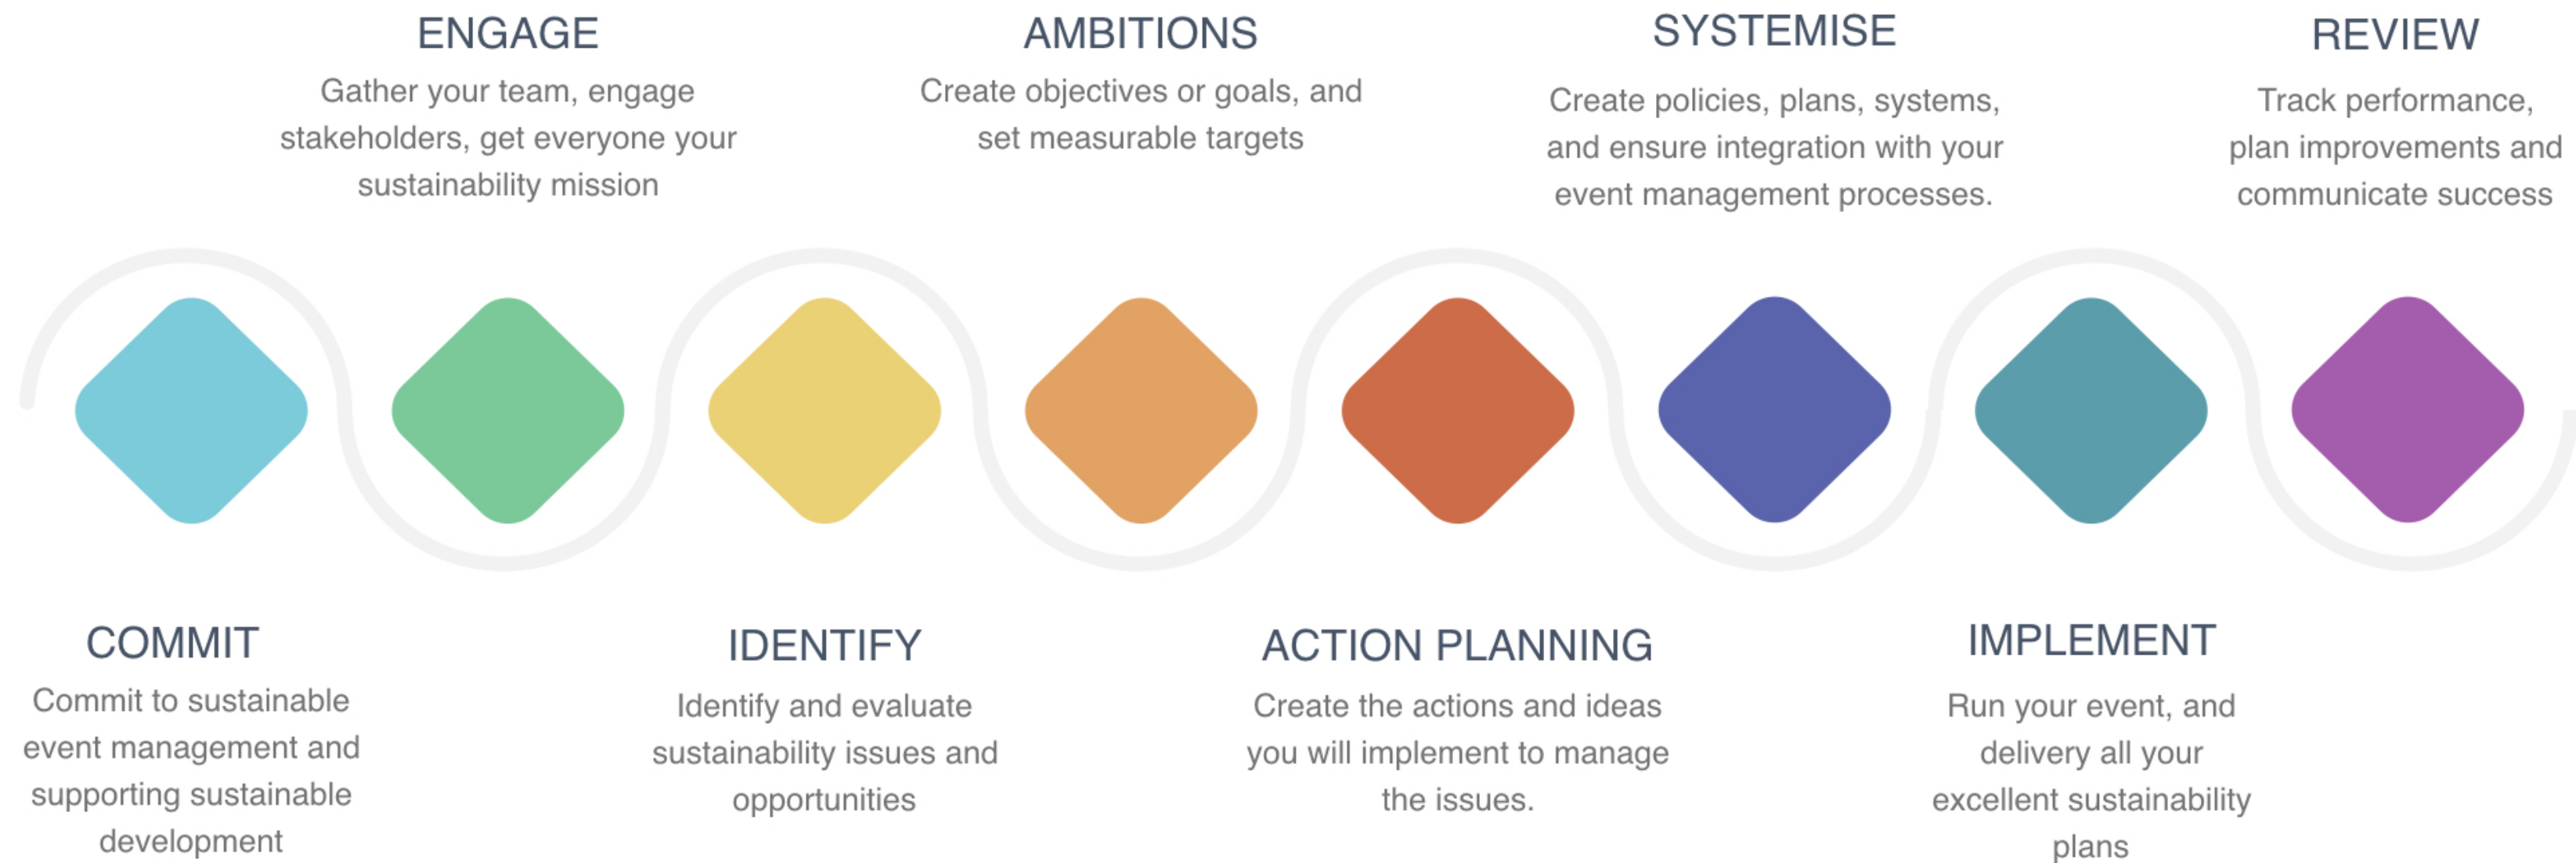 ENGAGE
Gather your team, engage
stakeholders, get everyone your
sustainability mission
AMBITIONS
Create objectives or goals, and
set measurable targets
SYSTEMISE
Create policies, plans, systems,
and ensure integration with your
event management processes.
REVIEW
Track performance,
plan improvements and
communicate success
COMMIT
Commit to sustainable
event management and
supporting sustainable
development
IDENTIFY
Identify and evaluate
sustainability issues and
opportunities
ACTION PLANNING
Create the actions and ideas
you will implement to manage
the issues.
IMPLEMENT
Run your event, and
delivery all your
excellent sustainability
plans